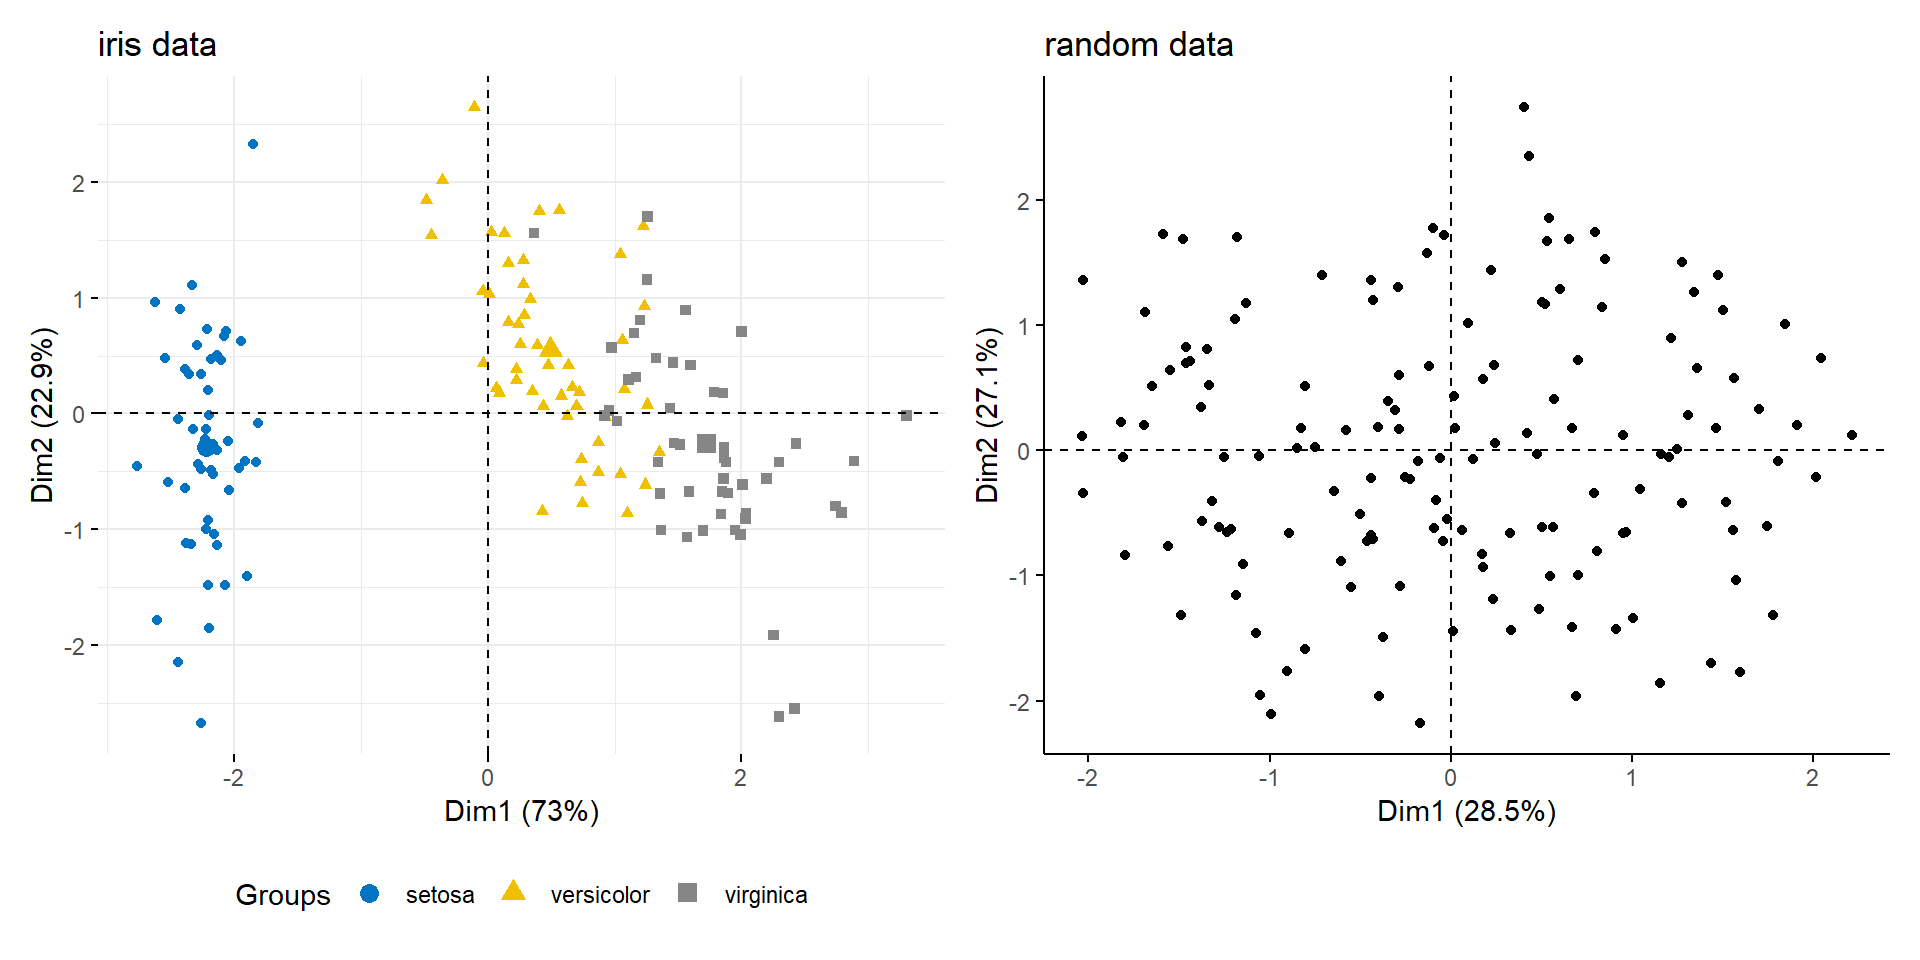 iris data
Dim2 (22.9%)
2
1
0
-1
-2
-2
0
2
Dim1 (73%)
Groups
setosa
versicolor
virginica
random data
Dim2 (27.1%)
2
1
0
-1
-2
-2
-1
0
1
2
Dim1 (28.5%)